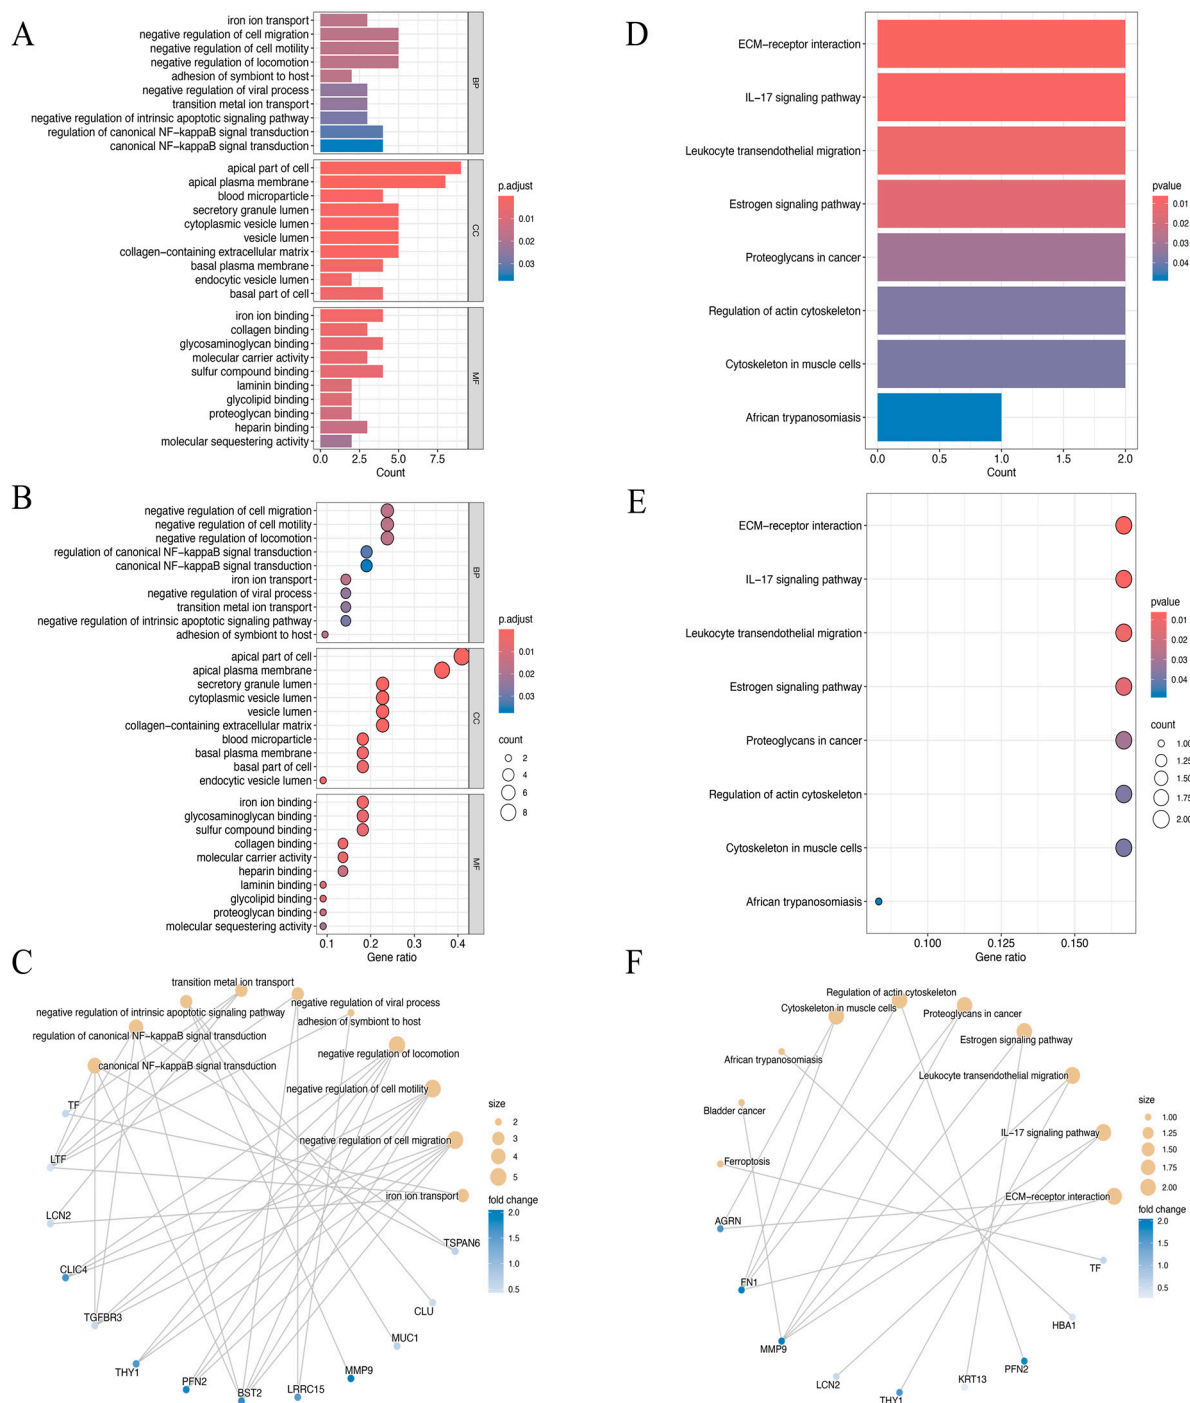 A
iron ion transport
negative regulation of cell migration
negative regulation of cell motility
negative regulation of locomotion
adhesion of symbiont to host
negative regulation of viral process
transition metal ion transport
negative regulation of intrinsic apoptotic signaling pathway
regulation of canonical NF−kappaB signal transduction
canonical NF−kappaB signal transduction
BP
apical part of cell
apical plasma membrane
blood microparticle
secretory granule lumen
cytoplasmic vesicle lumen
vesicle lumen
collagen−containing extracellular matrix
basal plasma membrane
endocytic vesicle lumen
basal part of cell
CC
iron ion binding
collagen binding
glycosaminoglycan binding
molecular carrier activity
sulfur compound binding
laminin binding
glycolipid binding
proteoglycan binding
heparin binding
molecular sequestering activity
MF
0.0 2.5 5.0 7.5
Count
p.adjust
0.01
0.02
0.03
D
ECM−receptor interaction
IL−17 signaling pathway
Leukocyte transendothelial migration
Estrogen signaling pathway
Proteoglycans in cancer
Regulation of actin cytoskeleton
Cytoskeleton in muscle cells
African trypanosomiasis
0.0 0.5 1.0 1.5 2.0
Count
pvalue
0.01
0.02
0.03
0.04
B
negative regulation of cell migration
negative regulation of cell motility
negative regulation of locomotion
regulation of canonical NF−kappaB signal transduction
canonical NF−kappaB signal transduction
iron ion transport
negative regulation of viral process
transition metal ion transport
negative regulation of intrinsic apoptotic signaling pathway
adhesion of symbiont to host
BP
apical part of cell
apical plasma membrane
secretory granule lumen
cytoplasmic vesicle lumen
vesicle lumen
collagen−containing extracellular matrix
blood microparticle
basal plasma membrane
basal part of cell
endocytic vesicle lumen
CC
iron ion binding
glycosaminoglycan binding
sulfur compound binding
collagen binding
molecular carrier activity
heparin binding
laminin binding
glycolipid binding
proteoglycan binding
molecular sequestering activity
MF
0.1 0.2 0.3 0.4
Gene ratio
p.adjust
0.01
0.02
0.03
count
2
4
6
8
E
ECM−receptor interaction
IL−17 signaling pathway
Leukocyte transendothelial migration
Estrogen signaling pathway
Proteoglycans in cancer
Regulation of actin cytoskeleton
Cytoskeleton in muscle cells
African trypanosomiasis
0.100 0.125 0.150
Gene ratio
pvalue
0.01
0.02
0.03
0.04
count
1.00
1.25
1.50
1.75
2.00
C
transition metal ion transport
negative regulation of viral process
negative regulation of intrinsic apoptotic signaling pathway
adhesion of symbiont to host
regulation of canonical NF−kappaB signal transduction
negative regulation of locomotion
canonical NF−kappaB signal transduction
negative regulation of cell motility
negative regulation of cell migration
iron ion transport
TF
LTF
LCN2
CLIC4
TGFBR3
THY1
PFN2
BST2
LRRC15
MMP9
MUC1
CLU
TSPAN6
size
2
3
4
5
fold change
2.0
1.5
1.0
0.5
F
Regulation of actin cytoskeleton
Cytoskeleton in muscle cells
Proteoglycans in cancer
Estrogen signaling pathway
African trypanosomiasis
Leukocyte transendothelial migration
Bladder cancer
IL−17 signaling pathway
Ferroptosis
ECM−receptor interaction
AGRN
FN1
MMP9
LCN2
THY1
KRT13
PFN2
HBA1
TF
size
1.00
1.25
1.50
1.75
2.00
fold change
2.0
1.5
1.0
0.5